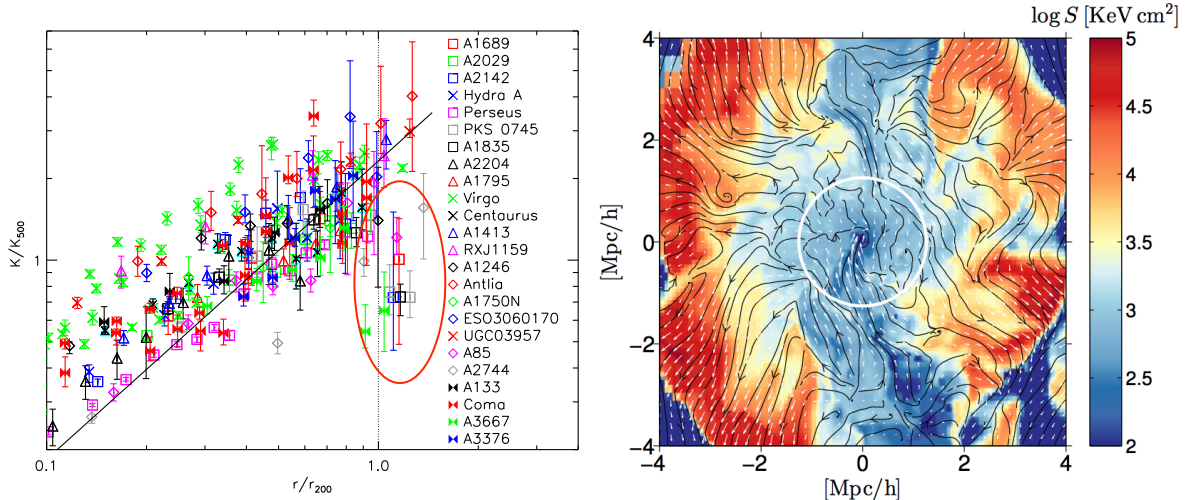 K/K500
1
0.1
1.0
r/r200
A1689
A2029
A2142
Hydra A
Perseus
PKS 0745
A1835
A2204
A1795
Virgo
Centaurus
A1413
RXJ1159
A1246
Antlia
A1750N
ESO3060170
UGC03957
A85
A2744
A133
Coma
A3667
A3376
log S [KeV cm²]
[Mpc/h]
4
2
0
−2
−4
−4
−2
0
2
4
[Mpc/h]
5
4.5
4
3.5
3
2.5
2